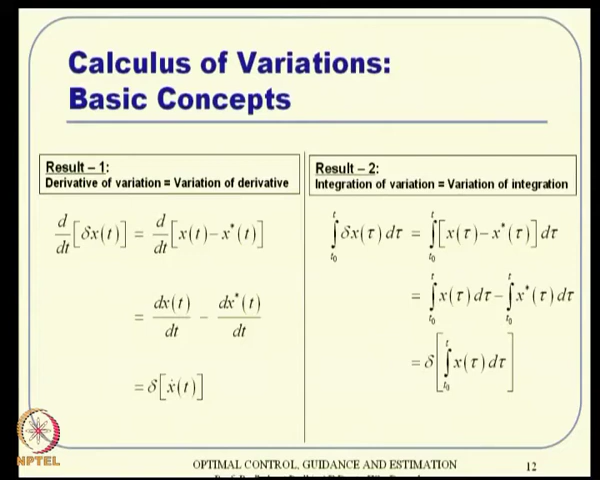 Calculus of Variations:
Basic Concepts
Result – 1:
Derivative of variation = Variation of derivative
d/dt [δx(t)] = d/dt [x(t) − x*(t)]
= dx(t)/dt − dx*(t)/dt
= δ[ẋ(t)]
Result – 2:
Integration of variation = Variation of integration
∫_{t₀}^{t} δx(τ) dτ = ∫_{t₀}^{t} [x(τ) − x*(τ)] dτ
= ∫_{t₀}^{t} x(τ) dτ − ∫_{t₀}^{t} x*(τ) dτ
= δ[∫_{t₀}^{t} x(τ) dτ]
NPTEL
OPTIMAL CONTROL, GUIDANCE AND ESTIMATION
12